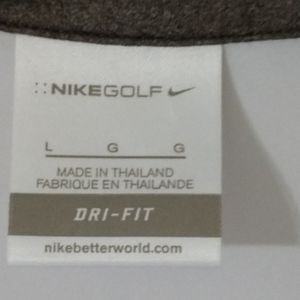 NIKEGOLF
L G G
MADE IN THAILAND
FABRIQUE EN THAILANDE
DRI-FIT
nikebetterworld.com